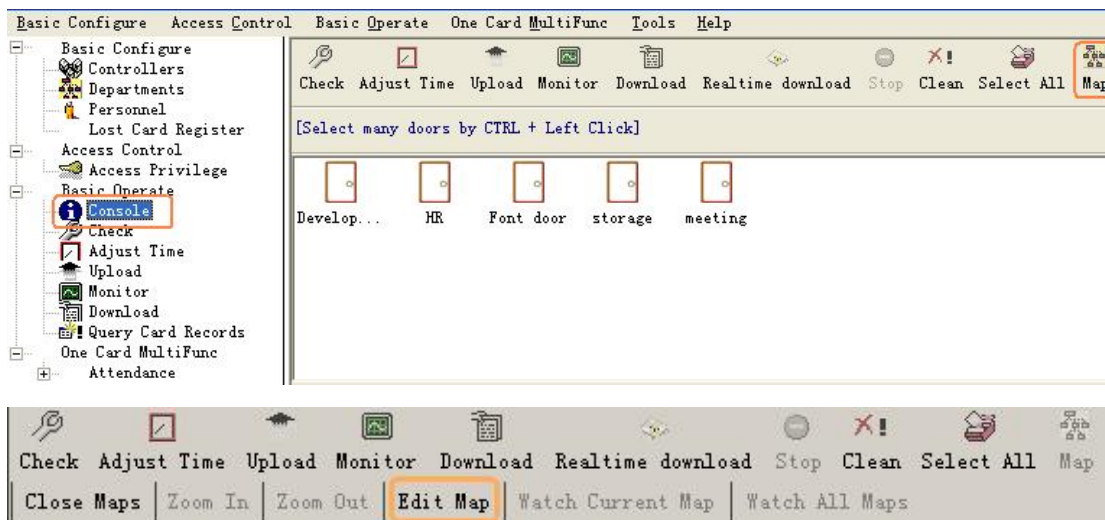 Basic Configure Access Control Basic Operate One Card MultiFunc Tools Help
Basic Configure
Controllers
Departments
Personnel
Lost Card Register
Access Control
Access Privilege
Basic Operate
Console
Check
Adjust Time
Upload
Monitor
Download
Query Card Records
One Card MultiFunc
Attendance
Check Adjust Time Upload Monitor Download Realtime download Stop Clean Select All Map
[Select many doors by CTRL + Left Click]
Develop... HR Font door storage meeting
Check Adjust Time Upload Monitor Download Realtime download Stop Clean Select All Map
Close Maps Zoom In Zoom Out Edit Map Watch Current Map Watch All Maps